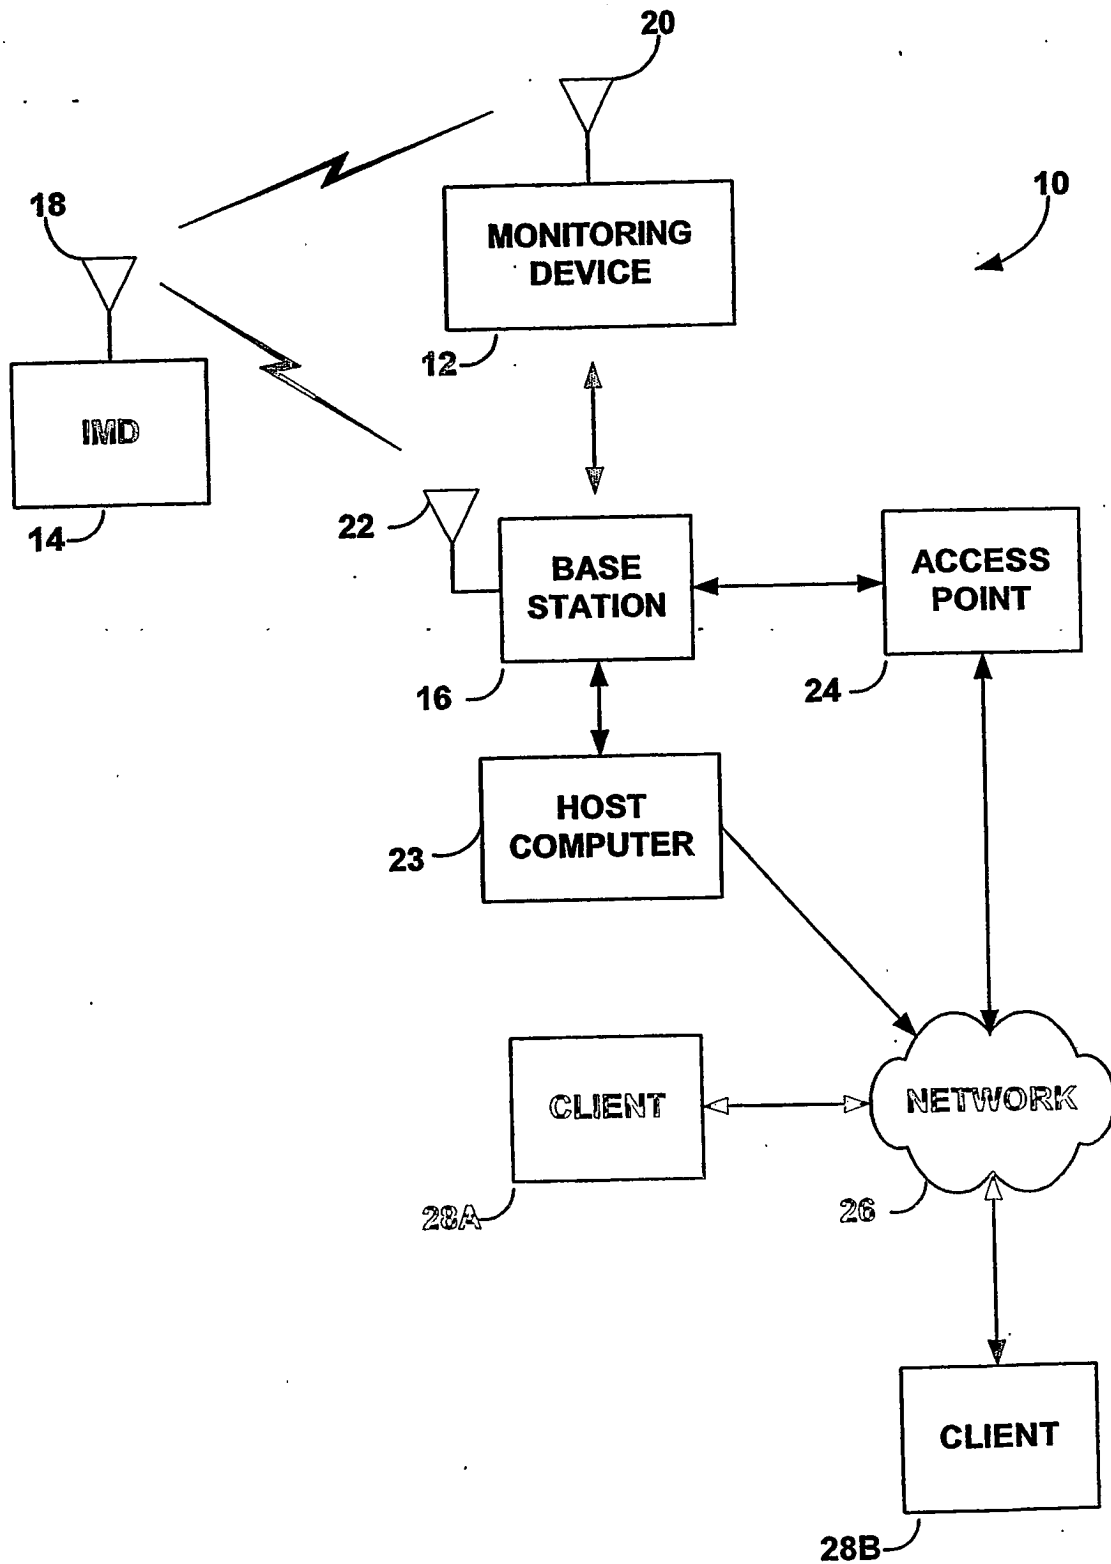 20
18
10
MONITORING
DEVICE
12
IMD
14
22
BASE
STATION
ACCESS
POINT
16
24
HOST
COMPUTER
23
CLIENT
NETWORK
28A
26
CLIENT
28B